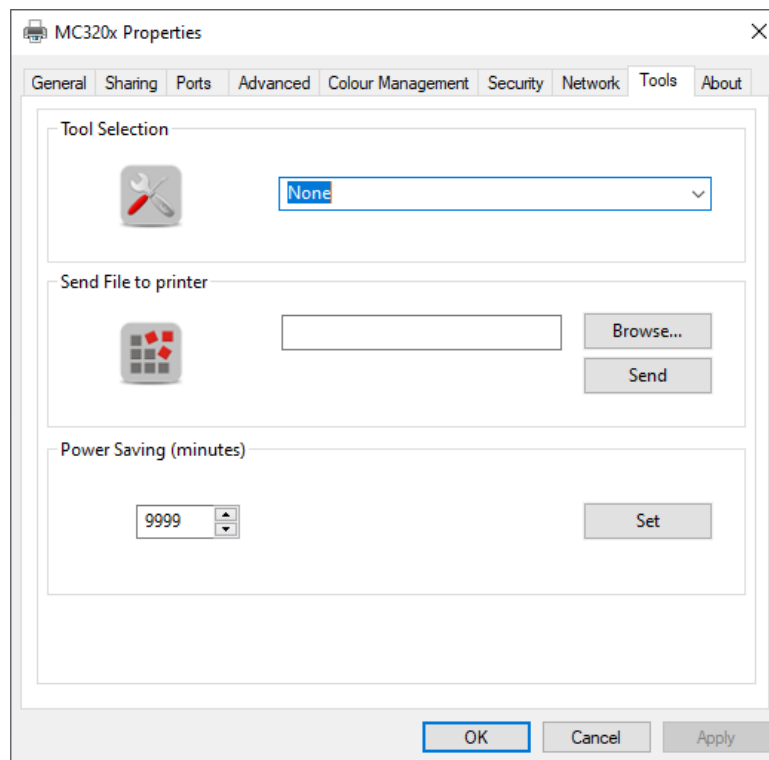 MC320x Properties
General Sharing Ports Advanced Colour Management Security Network Tools About
Tool Selection
None
Send File to printer
Browse...
Send
Power Saving (minutes)
9999
Set
OK Cancel Apply